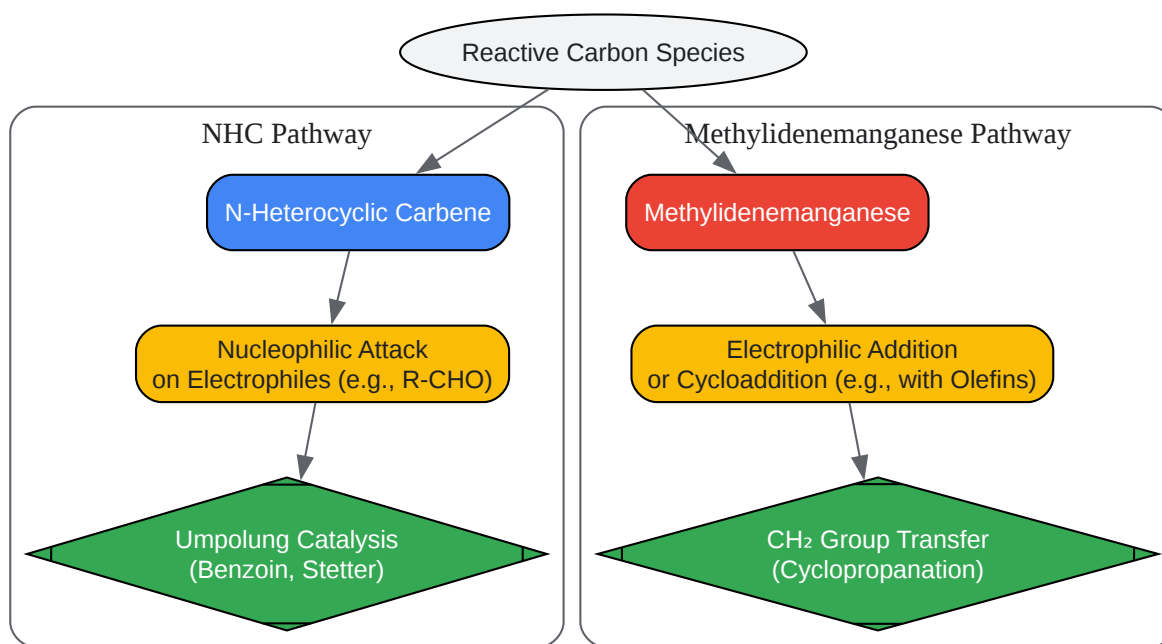 Reactive Carbon Species
NHC Pathway
N-Heterocyclic Carbene
Nucleophilic Attack
on Electrophiles (e.g., R-CHO)
Umpolung Catalysis
(Benzoin, Stetter)
Methylidenemanganese Pathway
Methylidenemanganese
Electrophilic Addition
or Cycloaddition (e.g., with Olefins)
CH₂ Group Transfer
(Cyclopropanation)